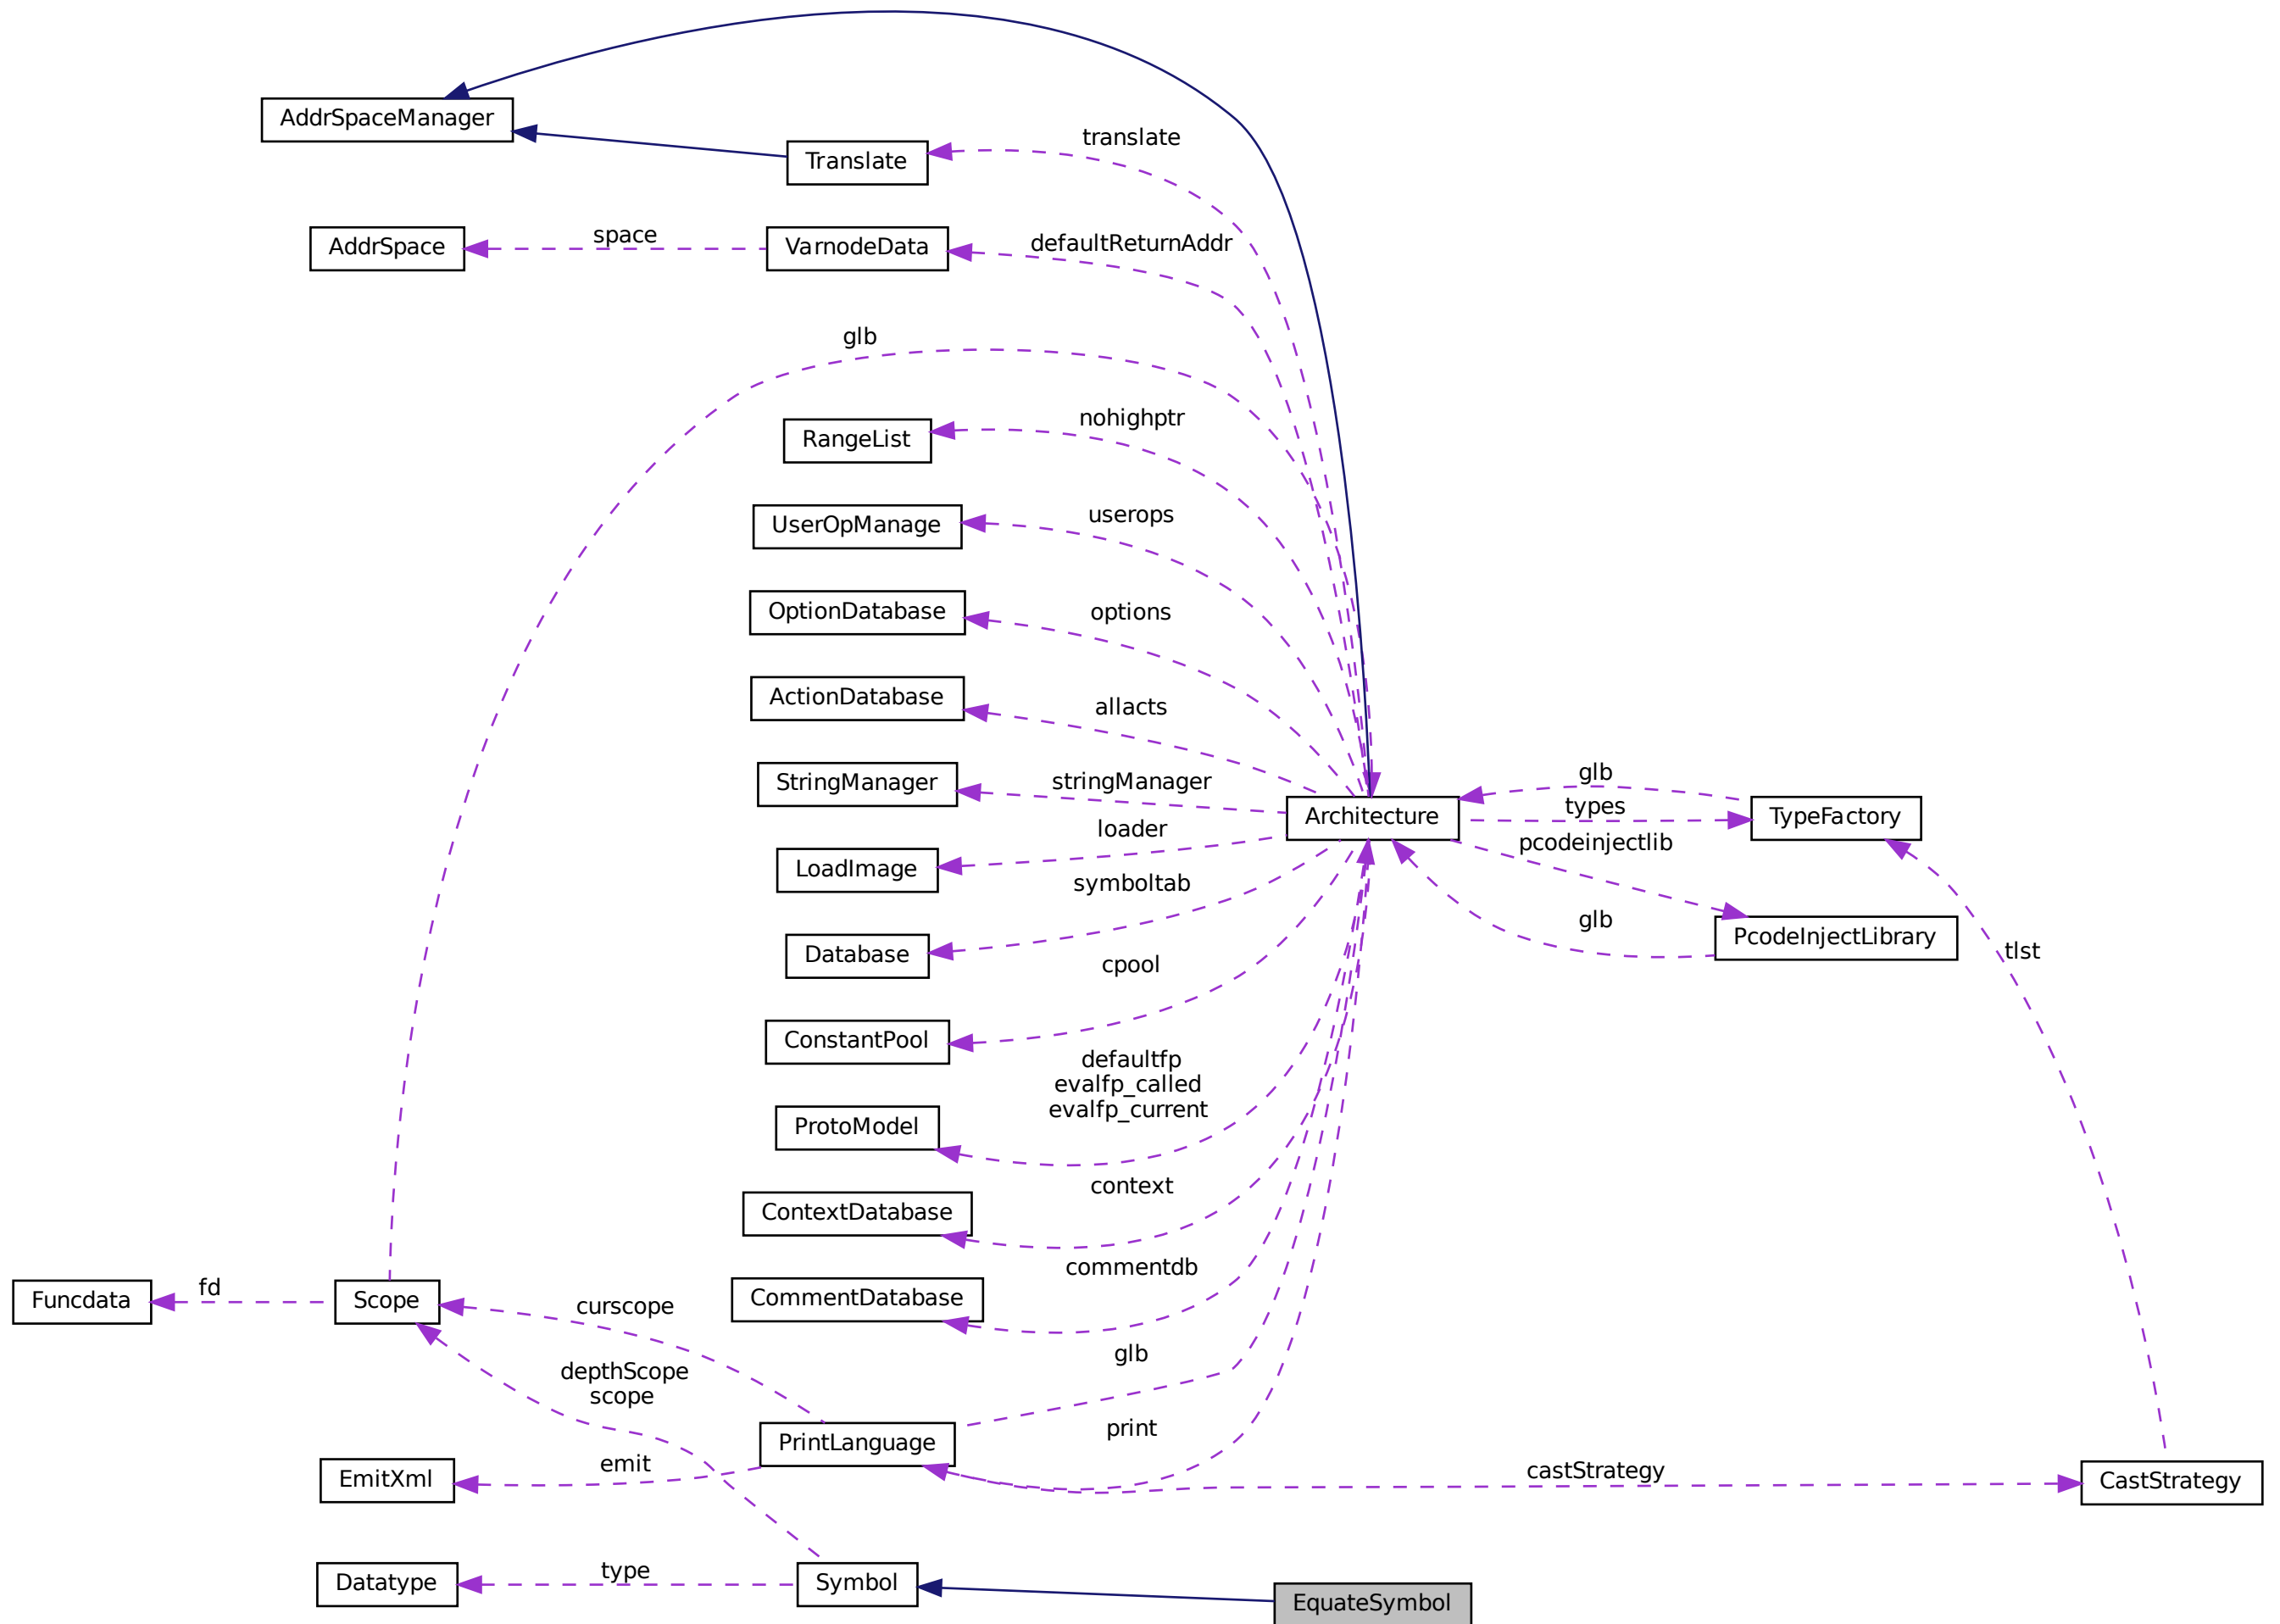 AddrSpaceManager
translate
Translate
space
defaultReturnAddr
AddrSpace
VarnodeData
glb
nohighptr
RangeList
userops
UserOpManage
options
OptionDatabase
allacts
ActionDatabase
stringManager
StringManager
glb
types
Architecture
TypeFactory
loader
pcodeinjectlib
LoadImage
symboltab
glb
PcodeInjectLibrary
Database
cpool
tlst
ConstantPool
defaultfp
evalfp_called
evalfp_current
ProtoModel
context
ContextDatabase
commentdb
CommentDatabase
fd
Funcdata
Scope
curscope
glb
depthScope
scope
print
PrintLanguage
emit
EmitXml
castStrategy
CastStrategy
type
Datatype
Symbol
EquateSymbol